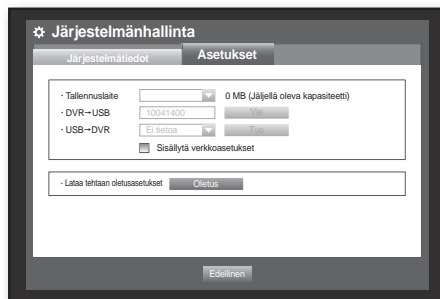 Järjestelmänhallinta
Järjestelmätiedot Asetukset
· Tallennuslaite 0 MB (Jäljellä oleva kapasiteetti)
· DVR→USB 10041400 Vie
· USB→DVR Ei tietoa Tuo
Sisällytä verkkoasetukset
· Lataa tehtaan oletusasetukset Oletus
Edellinen